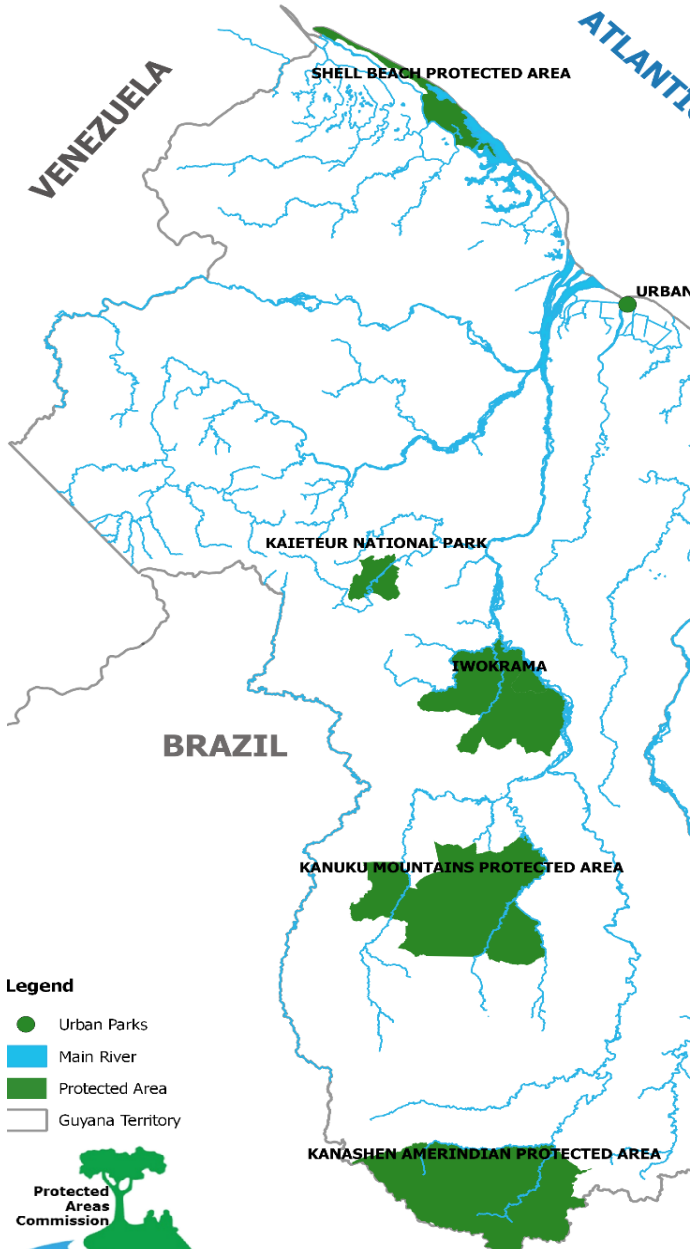 ATLANTIC
SHELL BEACH PROTECTED AREA
VENEZUELA
URBAN
KAIETEUR NATIONAL PARK
IWOKRAMA
BRAZIL
KANUKU MOUNTAINS PROTECTED AREA
Legend
Urban Parks
Main River
Protected Area
Guyana Territory
KANASHEN AMERINDIAN PROTECTED AREA
Protected
Areas
Commission